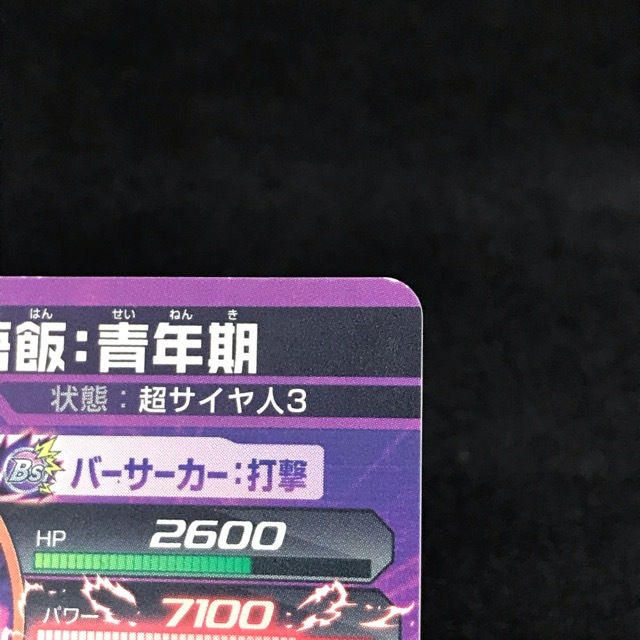 はん せい ねん き
飯:青年期
状態:超サイヤ人3
Bs バーサーカー:打撃
HP 2600
パワー 7100